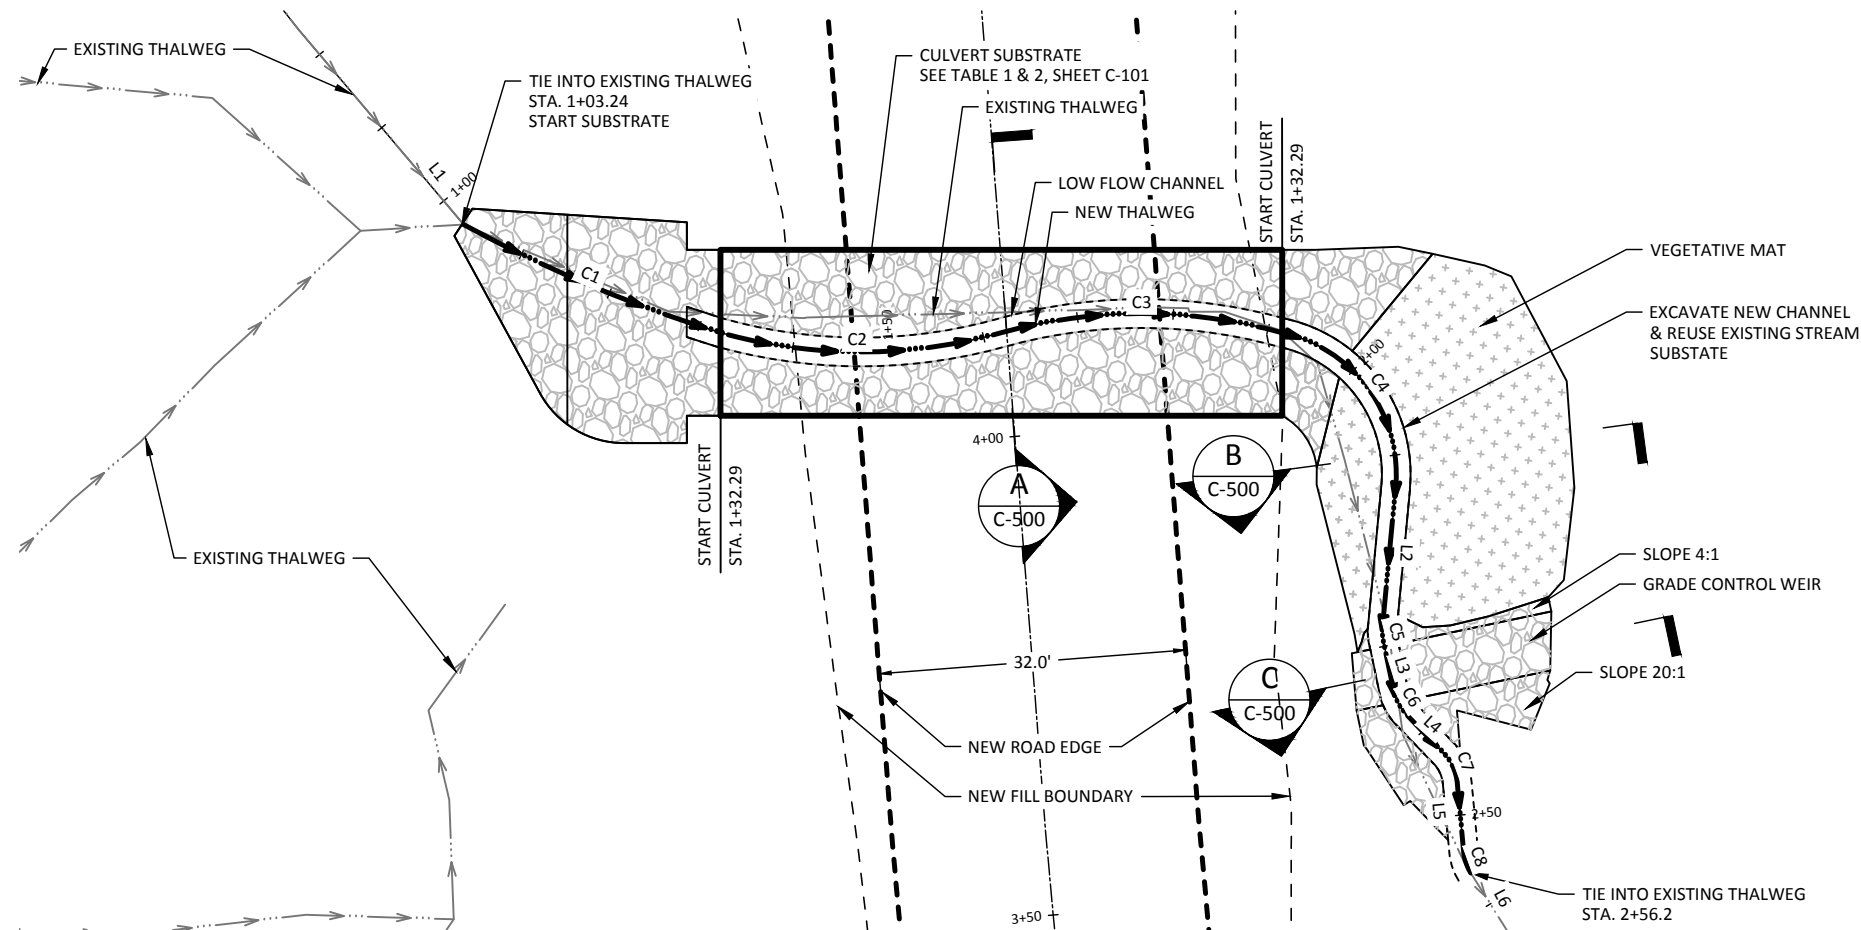 EXISTING THALWEG
TIE INTO EXISTING THALWEG
STA. 1+03.24
START SUBSTRATE
CULVERT SUBSTRATE
SEE TABLE 1 & 2, SHEET C-101
EXISTING THALWEG
LOW FLOW CHANNEL
NEW THALWEG
START CULVERT
STA. 1+32.29
L1
1+00
C1
C2
1+50
C3
2+00
C4
VEGETATIVE MAT
EXCAVATE NEW CHANNEL
& REUSE EXISTING STREAM
SUBSTATE
4+00
A
C-500
B
C-500
START CULVERT
STA. 1+32.29
EXISTING THALWEG
L2
SLOPE 4:1
GRADE CONTROL WEIR
SLOPE 20:1
C5
L3
C6
L4
C7
32.0'
C
C-500
NEW ROAD EDGE
NEW FILL BOUNDARY
L5
2+50
C8
L6
TIE INTO EXISTING THALWEG
STA. 2+56.2
3+50